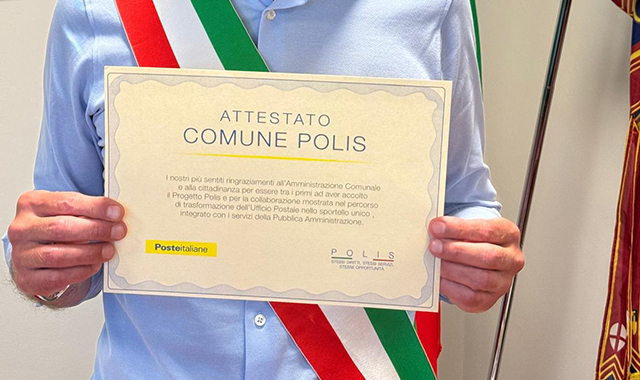 ATTESTATO
COMUNE POLIS
I nostri più sentiti ringraziamenti all'Amministrazione Comunale
e alla cittadinanza per essere tra i primi ad aver accolto
il Progetto Polis e per la collaborazione mostrata nel percorso
di trasformazione dell'Ufficio Postale nello sportello unico ,
integrato con i servizi della Pubblica Amministrazione.
Posteitaliane
POLIS
STESSI DIRITTI, STESSI SERVIZI,
STESSE OPPORTUNITÀ